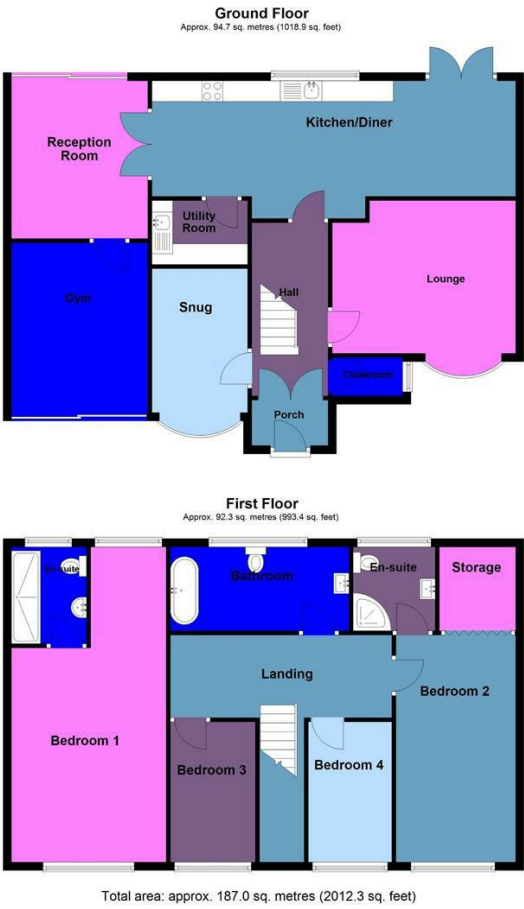 Ground Floor
Approx. 94.7 sq. metres (1018.9 sq. feet)
Kitchen/Diner
Reception
Room
Utility
Room
Lounge
Hall
Gym
Snug
Cloakroom
Porch
First Floor
Approx. 92.3 sq. metres (993.4 sq. feet)
En-suite
Bathroom
En-suite
Storage
Landing
Bedroom 2
Bedroom 1
Bedroom 3
Bedroom 4
Total area: approx. 187.0 sq. metres (2012.3 sq. feet)